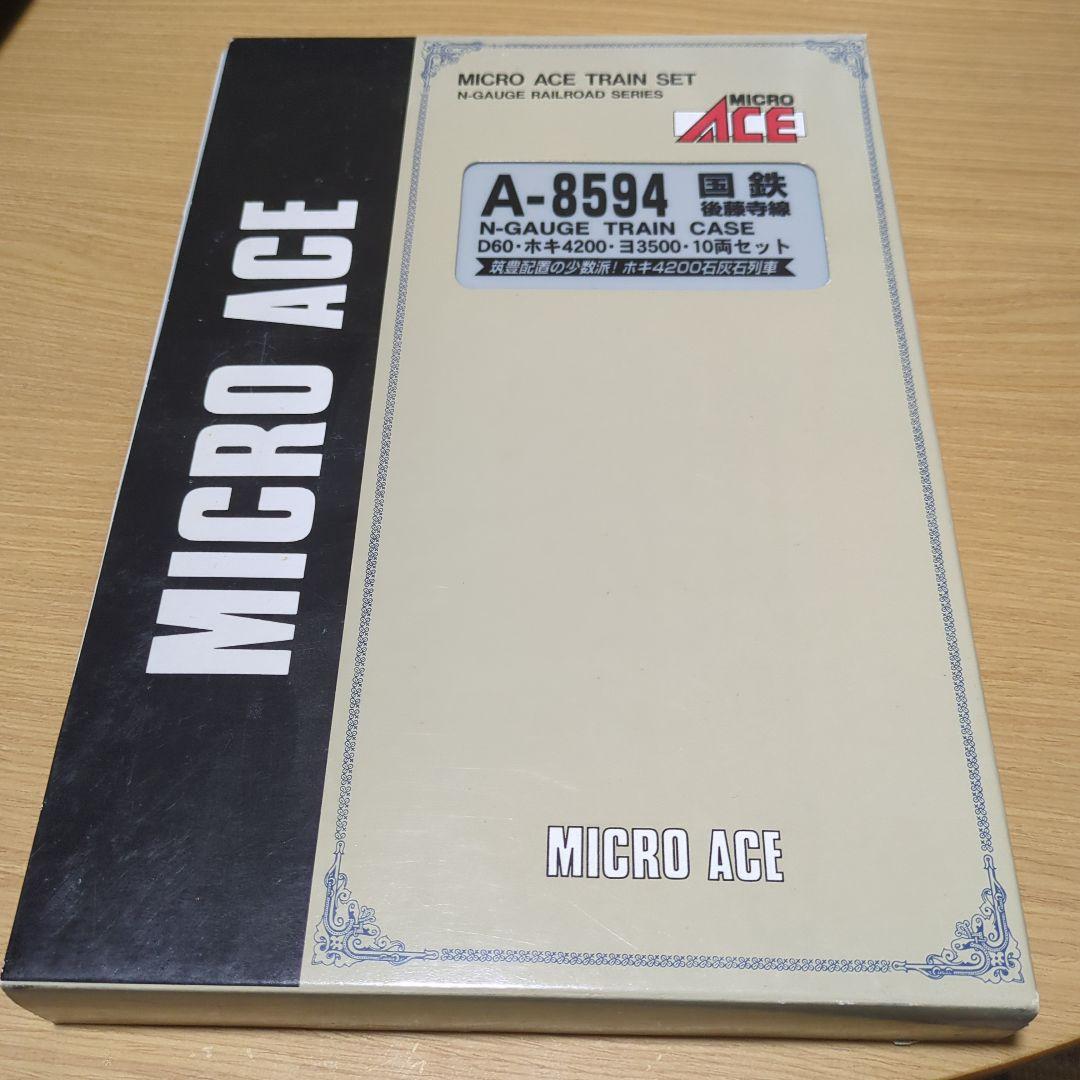 MICRO ACE
MICRO ACE TRAIN SET
N-GAUGE RAILROAD SERIES
MICRO
ACE
A-8594 国鉄
後藤寺線
N-GAUGE TRAIN CASE
D60・ホキ4200・ヨ3500・10両セット
筑豊配置の少数派!ホキ4200石灰石列車
MICRO ACE